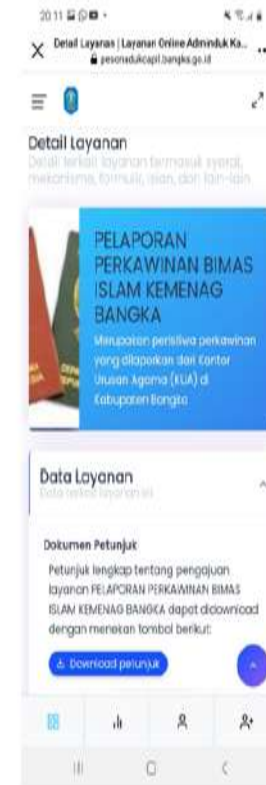 20.11
Detail Layanan | Layanan Online Adminduk Ka...
pesonadukcapil.bangka.go.id
Detail Layanan
Detail terkait layanan termasuk syarat,
mekanisme, formulir, isian, dan lain-lain
PELAPORAN
PERKAWINAN BIMAS
ISLAM KEMENAG
BANGKA
Merupakan peristiwa perkawinan
yang dilaporkan dari Kantor
Urusan Agama (KUA) di
Kabupaten Bangka
Data Layanan
Data terkait layanan ini
Dokumen Petunjuk
Petunjuk lengkap tentang pengajuan
layanan PELAPORAN PERKAWINAN BIMAS
ISLAM KEMENAG BANGKA dapat didownload
dengan menekan tombol berikut:
Download petunjuk